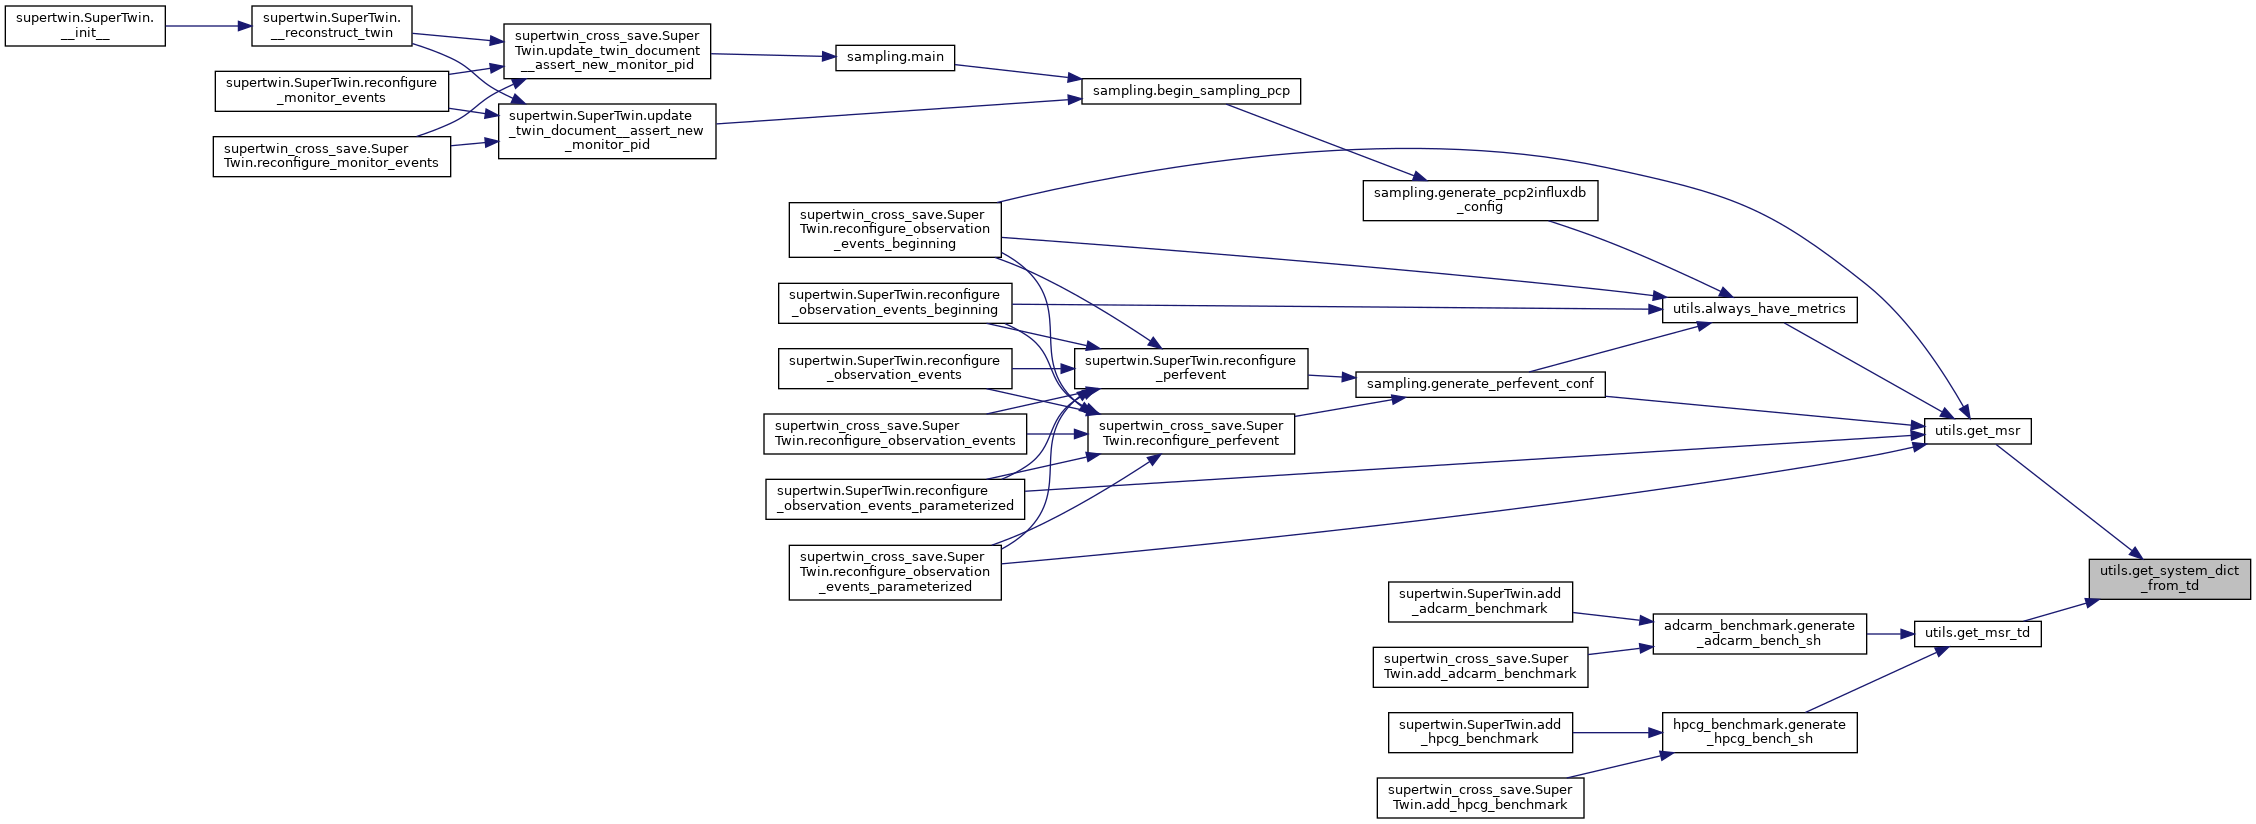 supertwin.SuperTwin.
__init__
supertwin.SuperTwin.
__reconstruct_twin
supertwin_cross_save.Super
Twin.update_twin_document
__assert_new_monitor_pid
sampling.main
supertwin.SuperTwin.reconfigure
_monitor_events
sampling.begin_sampling_pcp
supertwin.SuperTwin.update
_twin_document__assert_new
_monitor_pid
supertwin_cross_save.Super
Twin.reconfigure_monitor_events
sampling.generate_pcp2influxdb
_config
supertwin_cross_save.Super
Twin.reconfigure_observation
_events_beginning
supertwin.SuperTwin.reconfigure
_observation_events_beginning
utils.always_have_metrics
supertwin.SuperTwin.reconfigure
_observation_events
supertwin.SuperTwin.reconfigure
_perfevent
sampling.generate_perfevent_conf
supertwin_cross_save.Super
Twin.reconfigure_observation_events
supertwin_cross_save.Super
Twin.reconfigure_perfevent
utils.get_msr
supertwin.SuperTwin.reconfigure
_observation_events_parameterized
supertwin_cross_save.Super
Twin.reconfigure_observation
_events_parameterized
utils.get_system_dict
_from_td
supertwin.SuperTwin.add
_adcarm_benchmark
adcarm_benchmark.generate
_adcarm_bench_sh
utils.get_msr_td
supertwin_cross_save.Super
Twin.add_adcarm_benchmark
supertwin.SuperTwin.add
_hpcg_benchmark
hpcg_benchmark.generate
_hpcg_bench_sh
supertwin_cross_save.Super
Twin.add_hpcg_benchmark